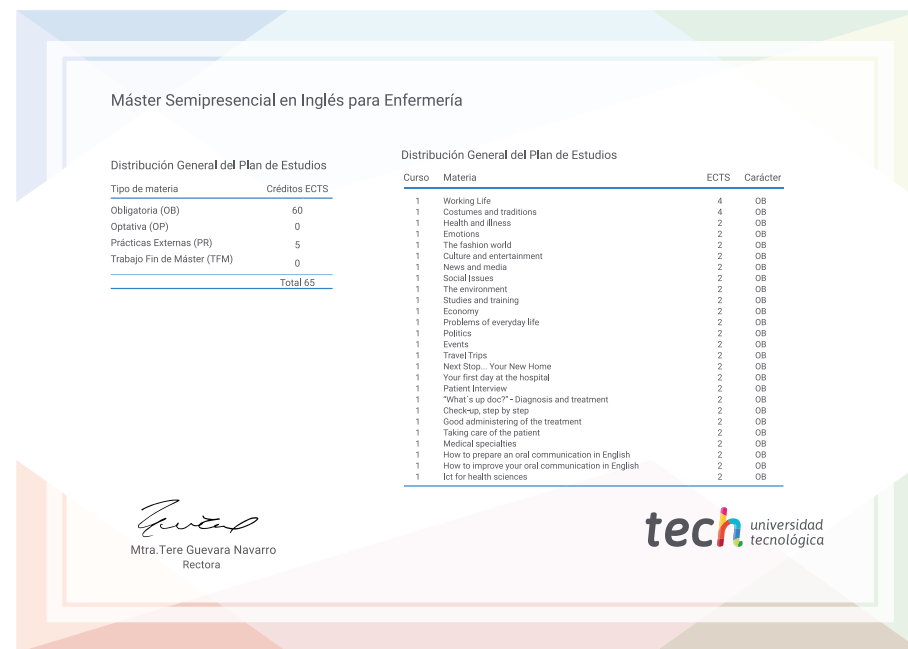 Máster Semipresencial en Inglés para Enfermería
Distribución General del Plan de Estudios
Tipo de materia Créditos ECTS
Obligatoria (OB) 60
Optativa (OP) 0
Prácticas Externas (PR) 5
Trabajo Fin de Máster (TFM) 0
Total 65
Distribución General del Plan de Estudios
Curso Materia ECTS Carácter
1 Working Life 4 OB
1 Costumes and traditions 4 OB
1 Health and illness 2 OB
1 Emotions 2 OB
1 The fashion world 2 OB
1 Culture and entertainment 2 OB
1 News and media 2 OB
1 Social Issues 2 OB
1 The environment 2 OB
1 Studies and training 2 OB
1 Economy 2 OB
1 Problems of everyday life 2 OB
1 Politics 2 OB
1 Events 2 OB
1 Travel Trips 2 OB
1 Next Stop... Your New Home 2 OB
1 Your first day at the hospital 2 OB
1 Patient Interview 2 OB
1 "What´s up doc?" - Diagnosis and treatment 2 OB
1 Check-up, step by step 2 OB
1 Good administering of the treatment 2 OB
1 Taking care of the patient 2 OB
1 Medical specialties 2 OB
1 How to prepare an oral communication in English 2 OB
1 How to improve your oral communication in English 2 OB
1 Ict for health sciences 2 OB
Mtra.Tere Guevara Navarro
Rectora
tech universidad
tecnológica